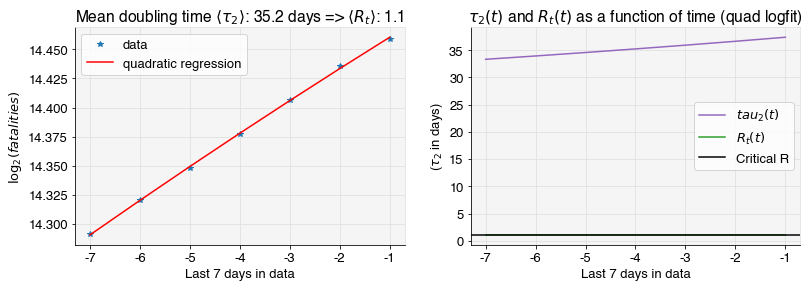 Mean doubling time ⟨τ₂⟩: 35.2 days => ⟨Rₜ⟩: 1.1
data
quadratic regression
log₂(fatalities)
14.450
14.425
14.400
14.375
14.350
14.325
14.300
-7 -6 -5 -4 -3 -2 -1
Last 7 days in data
τ₂(t) and Rₜ(t) as a function of time (quad logfit)
tau₂(t)
Rₜ(t)
Critical R
(τ₂ in days)
35
30
25
20
15
10
5
0
-7 -6 -5 -4 -3 -2 -1
Last 7 days in data